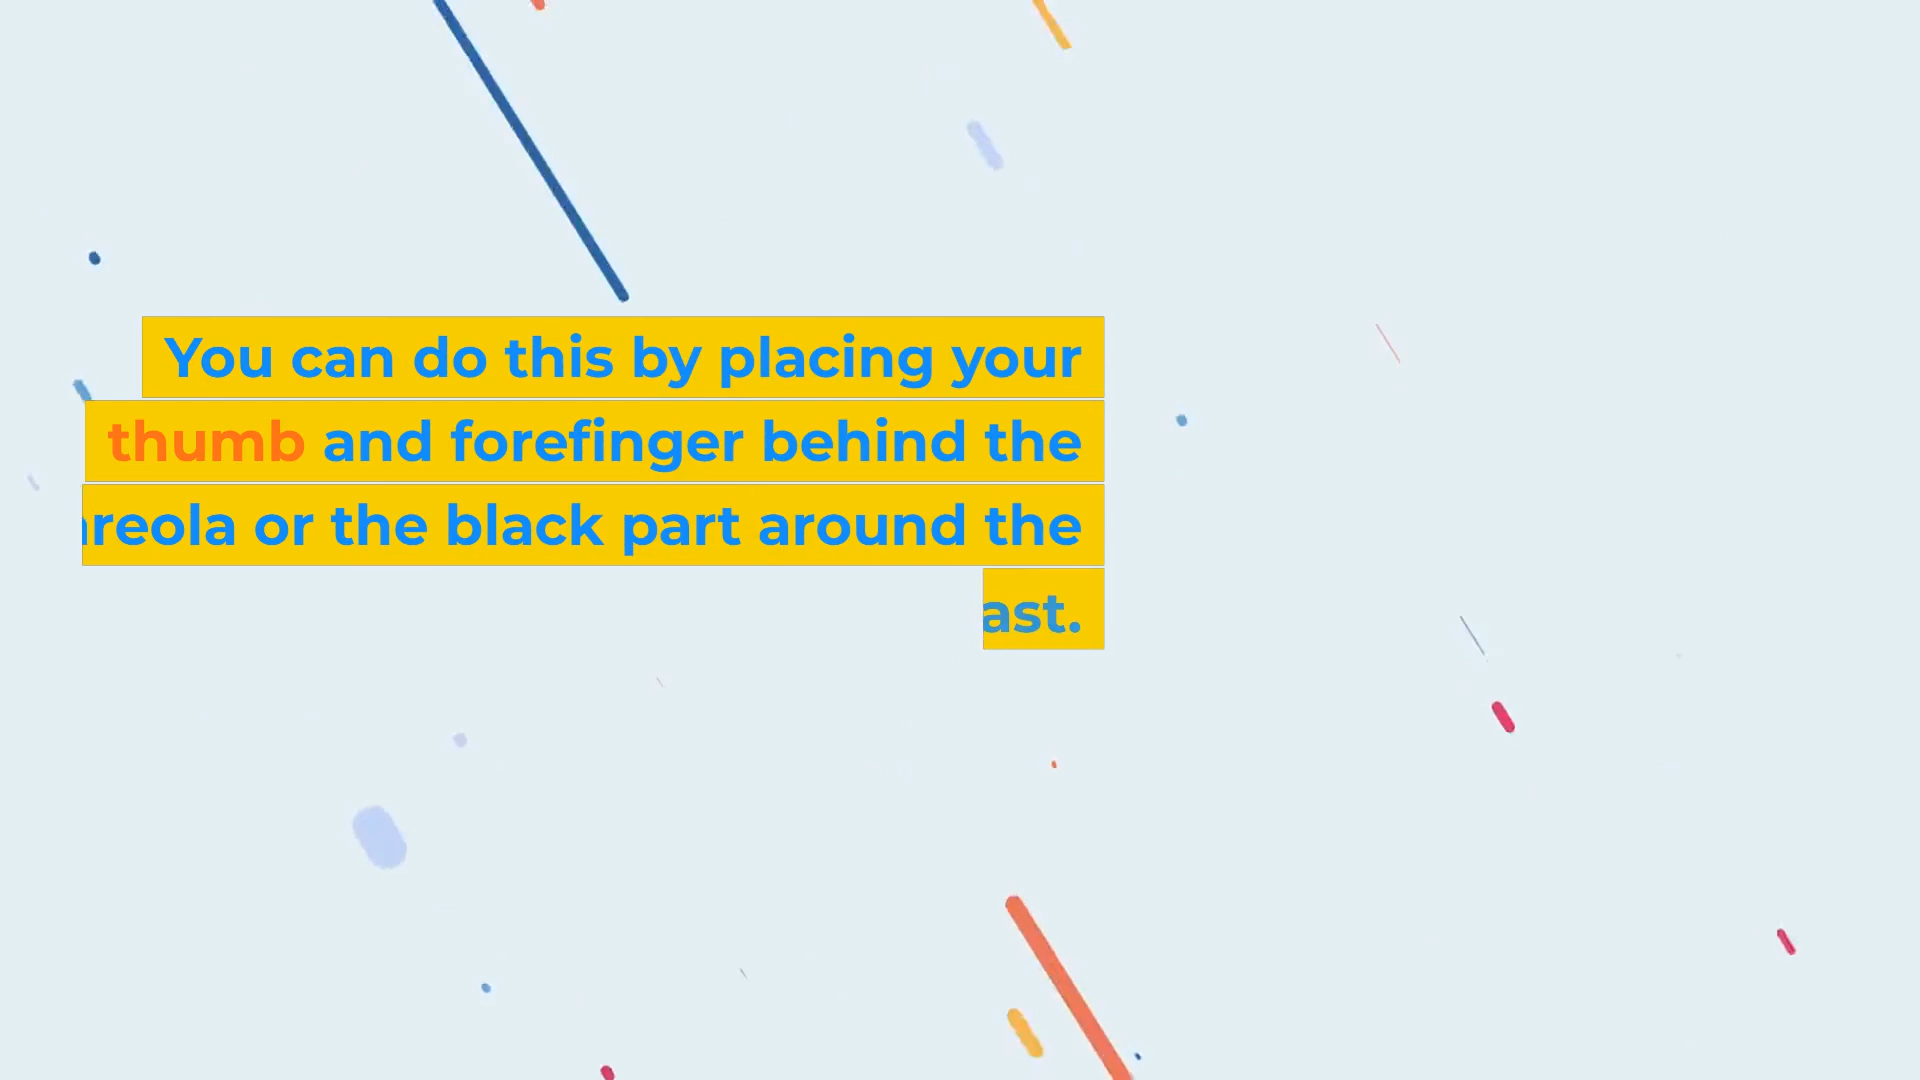 You can do this by placing your
thumb and forefinger behind the
reola or the black part around the
ast.